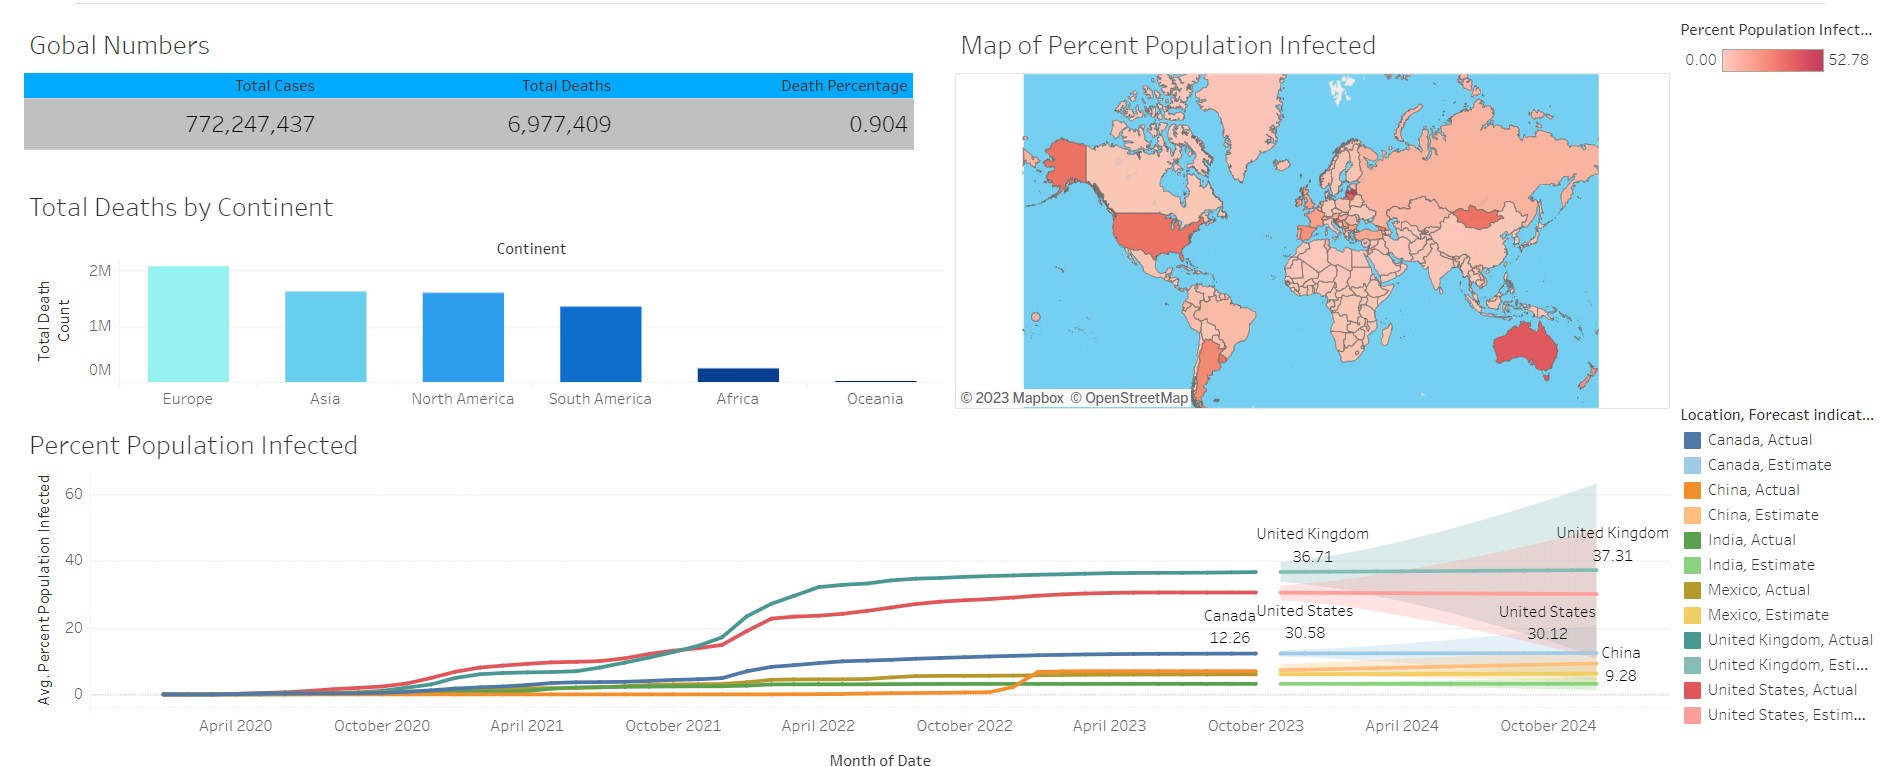 Gobal Numbers
Total Cases Total Deaths Death Percentage
772,247,437 6,977,409 0.904
Total Deaths by Continent
Continent
Total Death
Count
2M
1M
0M
Europe Asia North America South America Africa Oceania
Map of Percent Population Infected
© 2023 Mapbox © OpenStreetMap
Percent Population Infect...
0.00 52.78
Percent Population Infected
Avg. Percent Population Infected
60
40
20
0
United Kingdom
36.71
United Kingdom
37.31
Canada
12.26
United States
30.58
United States
30.12
China
9.28
April 2020 October 2020 April 2021 October 2021 April 2022 October 2022 April 2023 October 2023 April 2024 October 2024
Month of Date
Location, Forecast indicat...
Canada, Actual
Canada, Estimate
China, Actual
China, Estimate
India, Actual
India, Estimate
Mexico, Actual
Mexico, Estimate
United Kingdom, Actual
United Kingdom, Esti...
United States, Actual
United States, Estim...